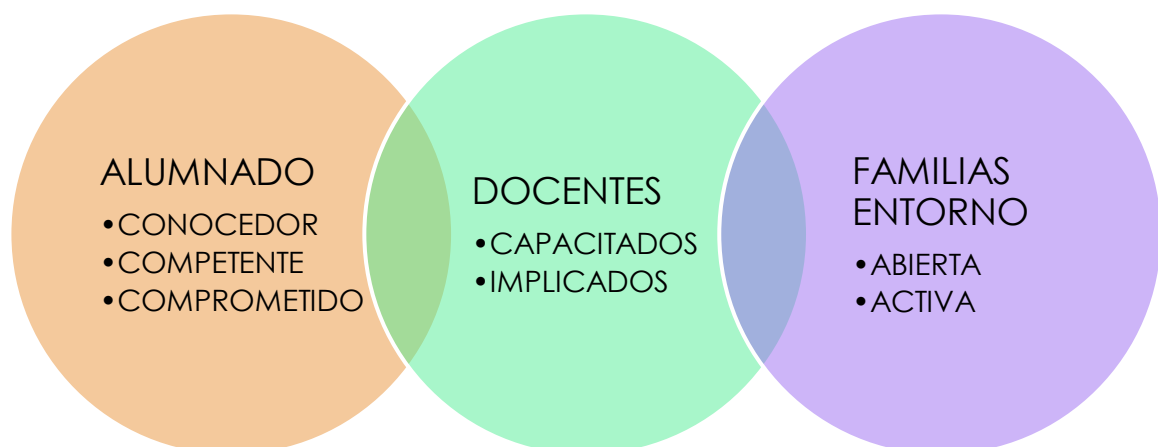 ALUMNADO
•CONOCEDOR
•COMPETENTE
•COMPROMETIDO
DOCENTES
•CAPACITADOS
•IMPLICADOS
FAMILIAS
ENTORNO
•ABIERTA
•ACTIVA